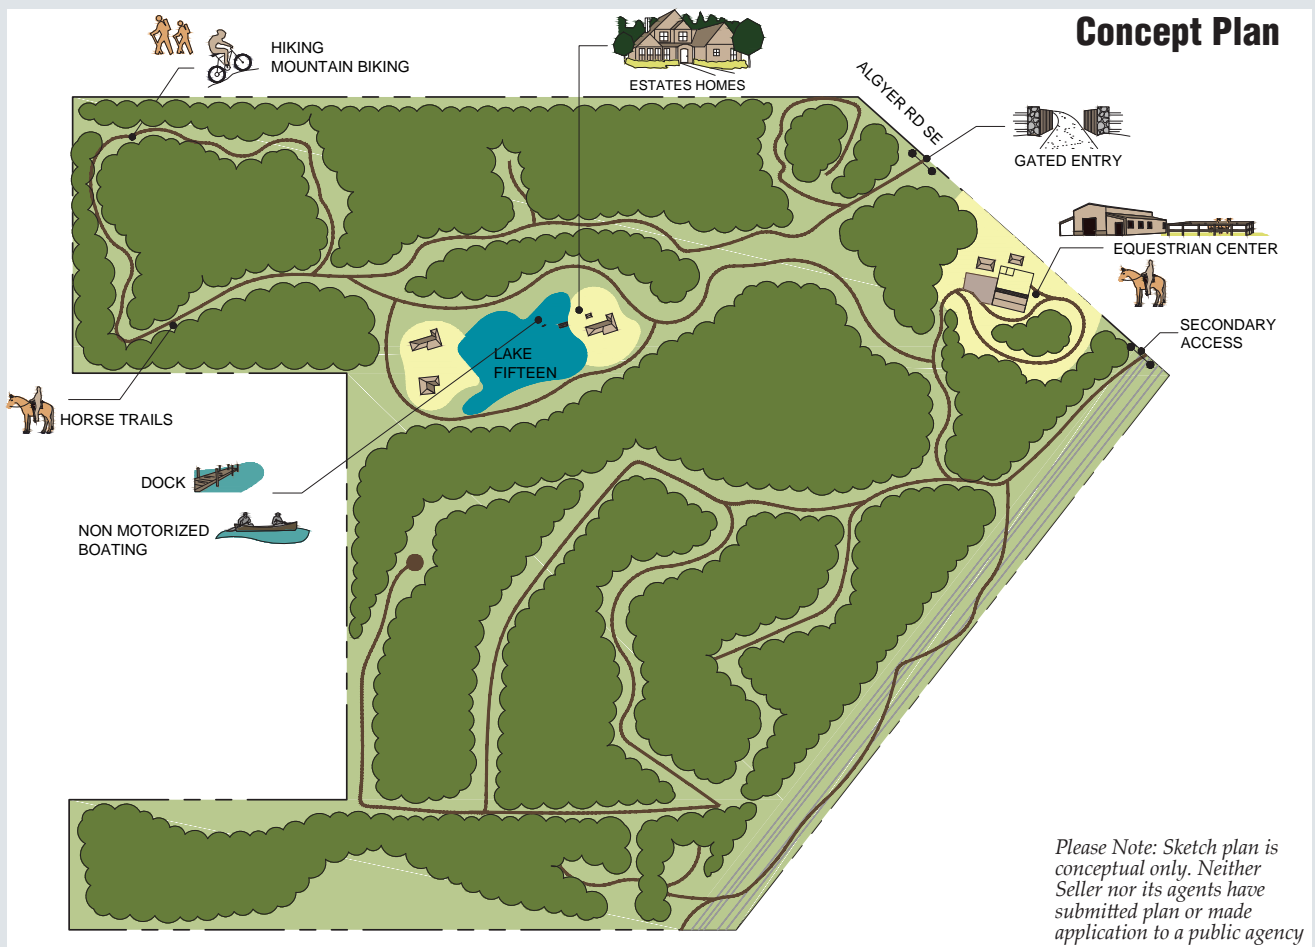 Concept Plan
HIKING
MOUNTAIN BIKING
ESTATES HOMES
ALGYER RD SE
GATED ENTRY
EQUESTRIAN CENTER
SECONDARY
ACCESS
LAKE
FIFTEEN
HORSE TRAILS
DOCK
NON MOTORIZED
BOATING
Please Note: Sketch plan is
conceptual only. Neither
Seller nor its agents have
submitted plan or made
application to a public agency